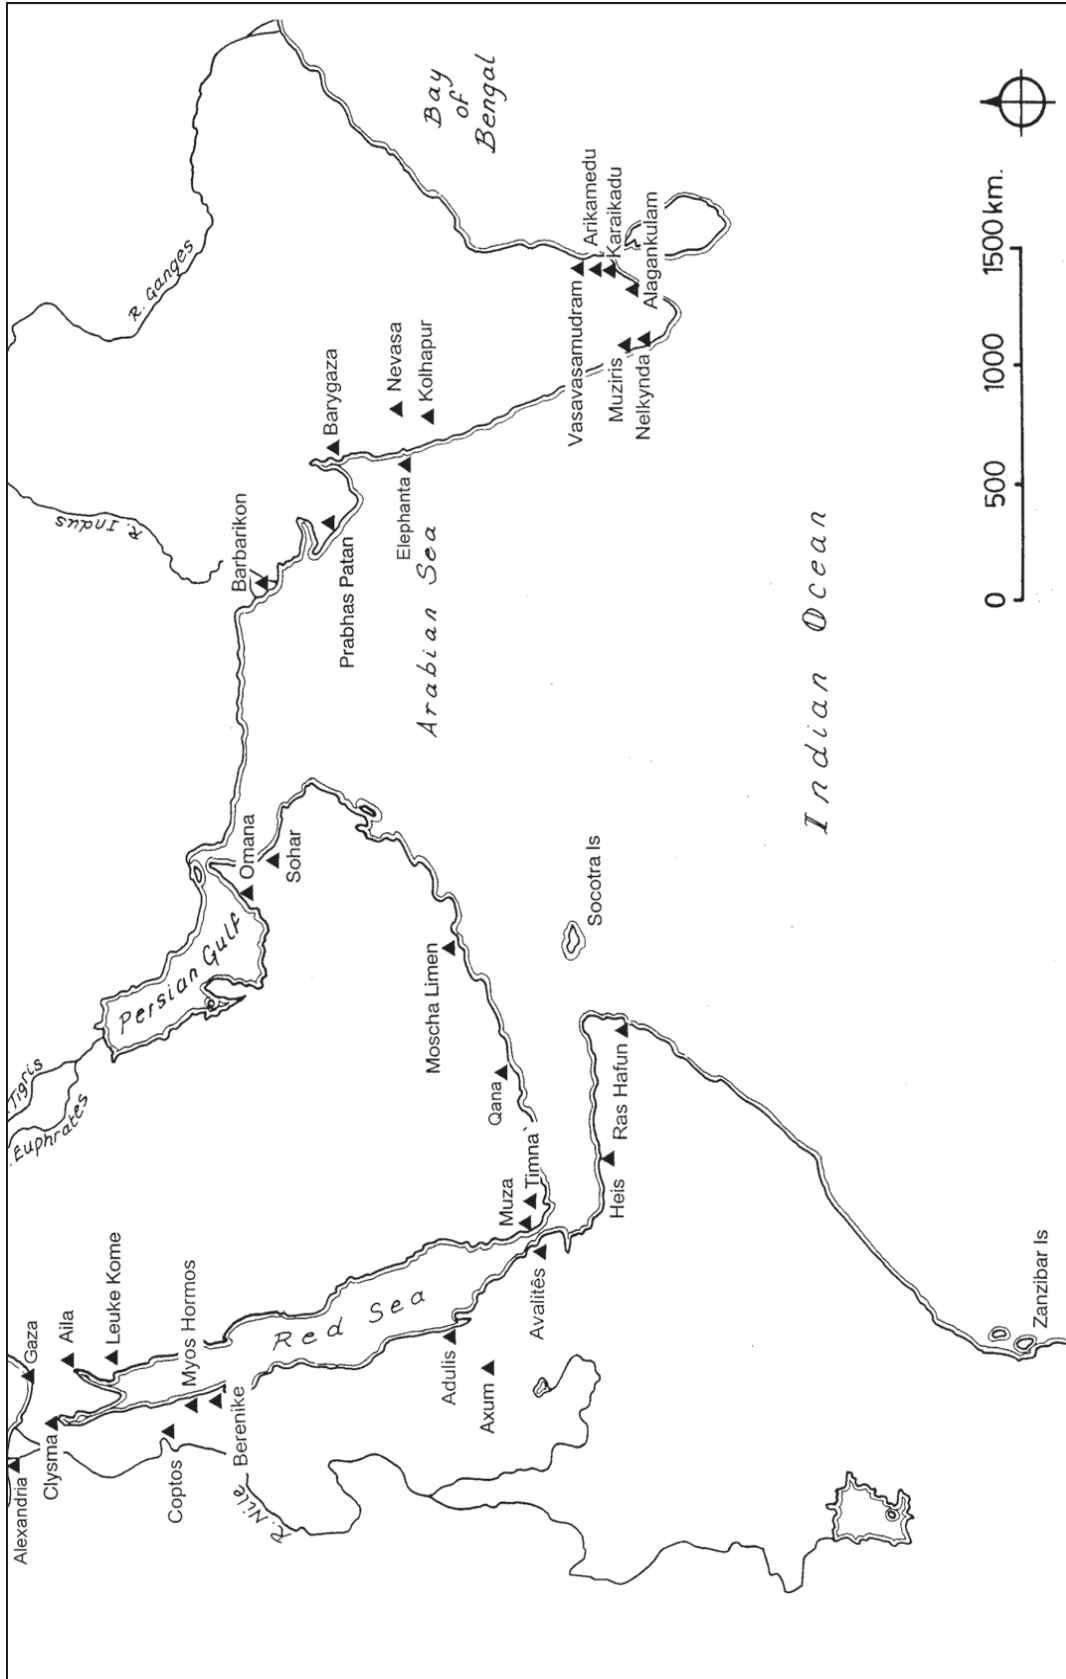 Alexandria
Gaza
Clysma
Aila
Leuke Kome
Coptos
Myos Hormos
Berenike
R. Nile
Red Sea
Adulis
Axum
Avalitês
Muza
Timna`
Qana
Moscha Limen
Heis
Ras Hafun
Socotra Is
Zanzibar Is
.Tigris
.Euphrates
Persian Gulf
Omana
Sohar
Arabian Sea
Indian Ocean
R. Indus
Barbarikon
Prabhas Patan
Barygaza
Elephanta
Nevasa
Kolhapur
R. Ganges
Bay
of
Bengal
Vasavasamudram
Arikamedu
Karaikadu
Alagankulam
Muziris
Nelkynda
0 500 1000 1500 km.